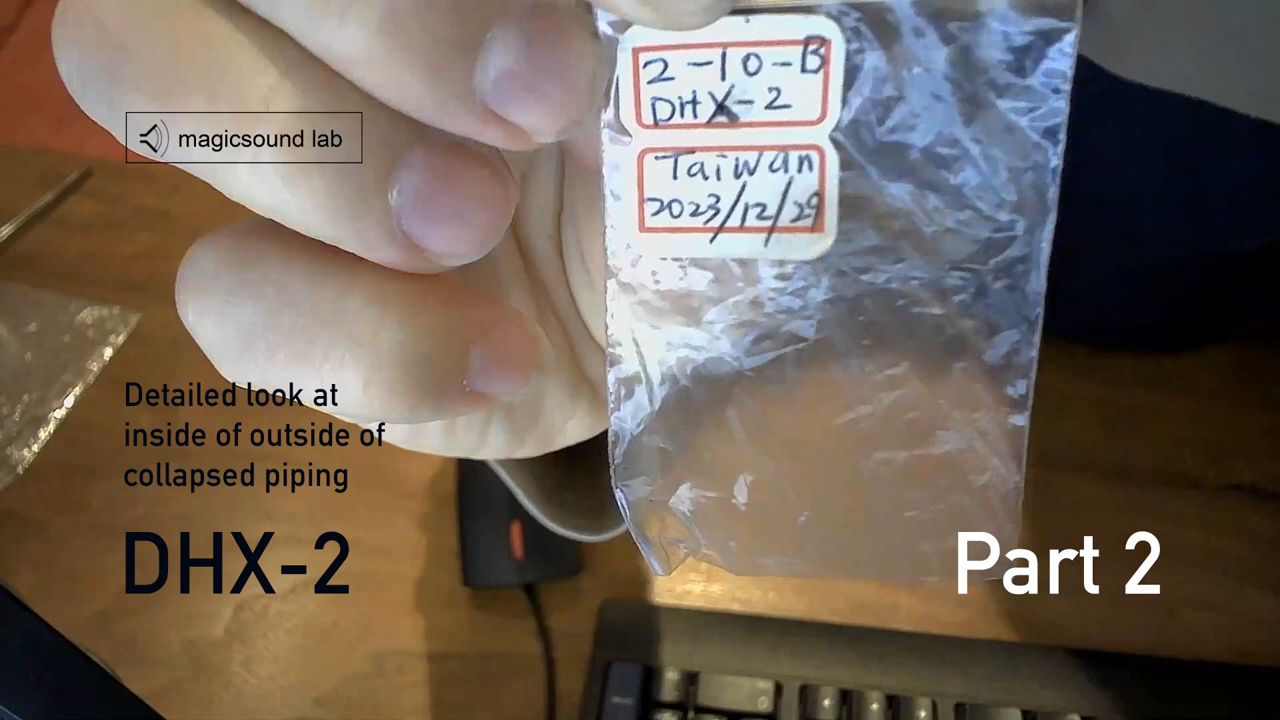 2-10-B
DHX-2
Taiwan
2023/12/29
magicsound lab
Detailed look at
inside of outside of
collapsed piping
DHX-2
Part 2